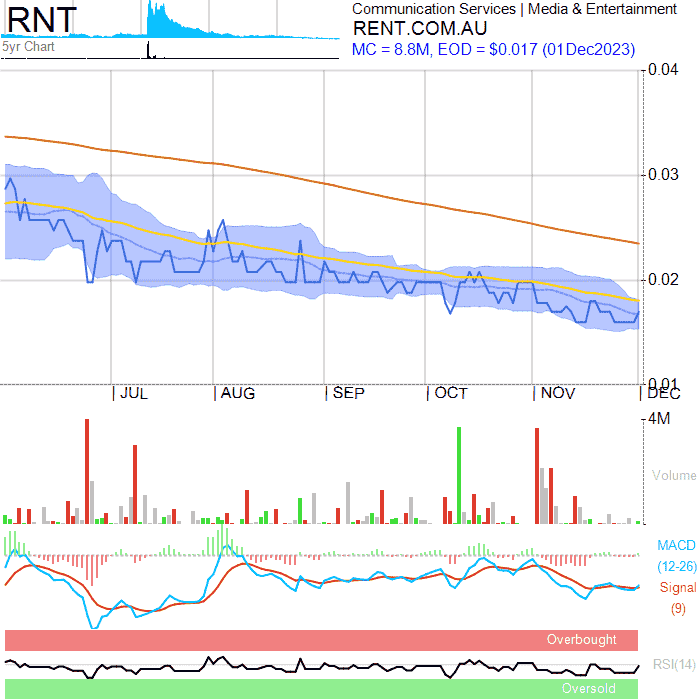 RNT
5yr Chart
Communication Services | Media & Entertainment
RENT.COM.AU
MC = 8.8M, EOD = $0.017 (01Dec2023)
0.04
0.03
0.02
0.01
JUL
AUG
SEP
OCT
NOV
DEC
4M
Volume
MACD
(12-26)
Signal
(9)
Overbought
RSI(14)
Oversold